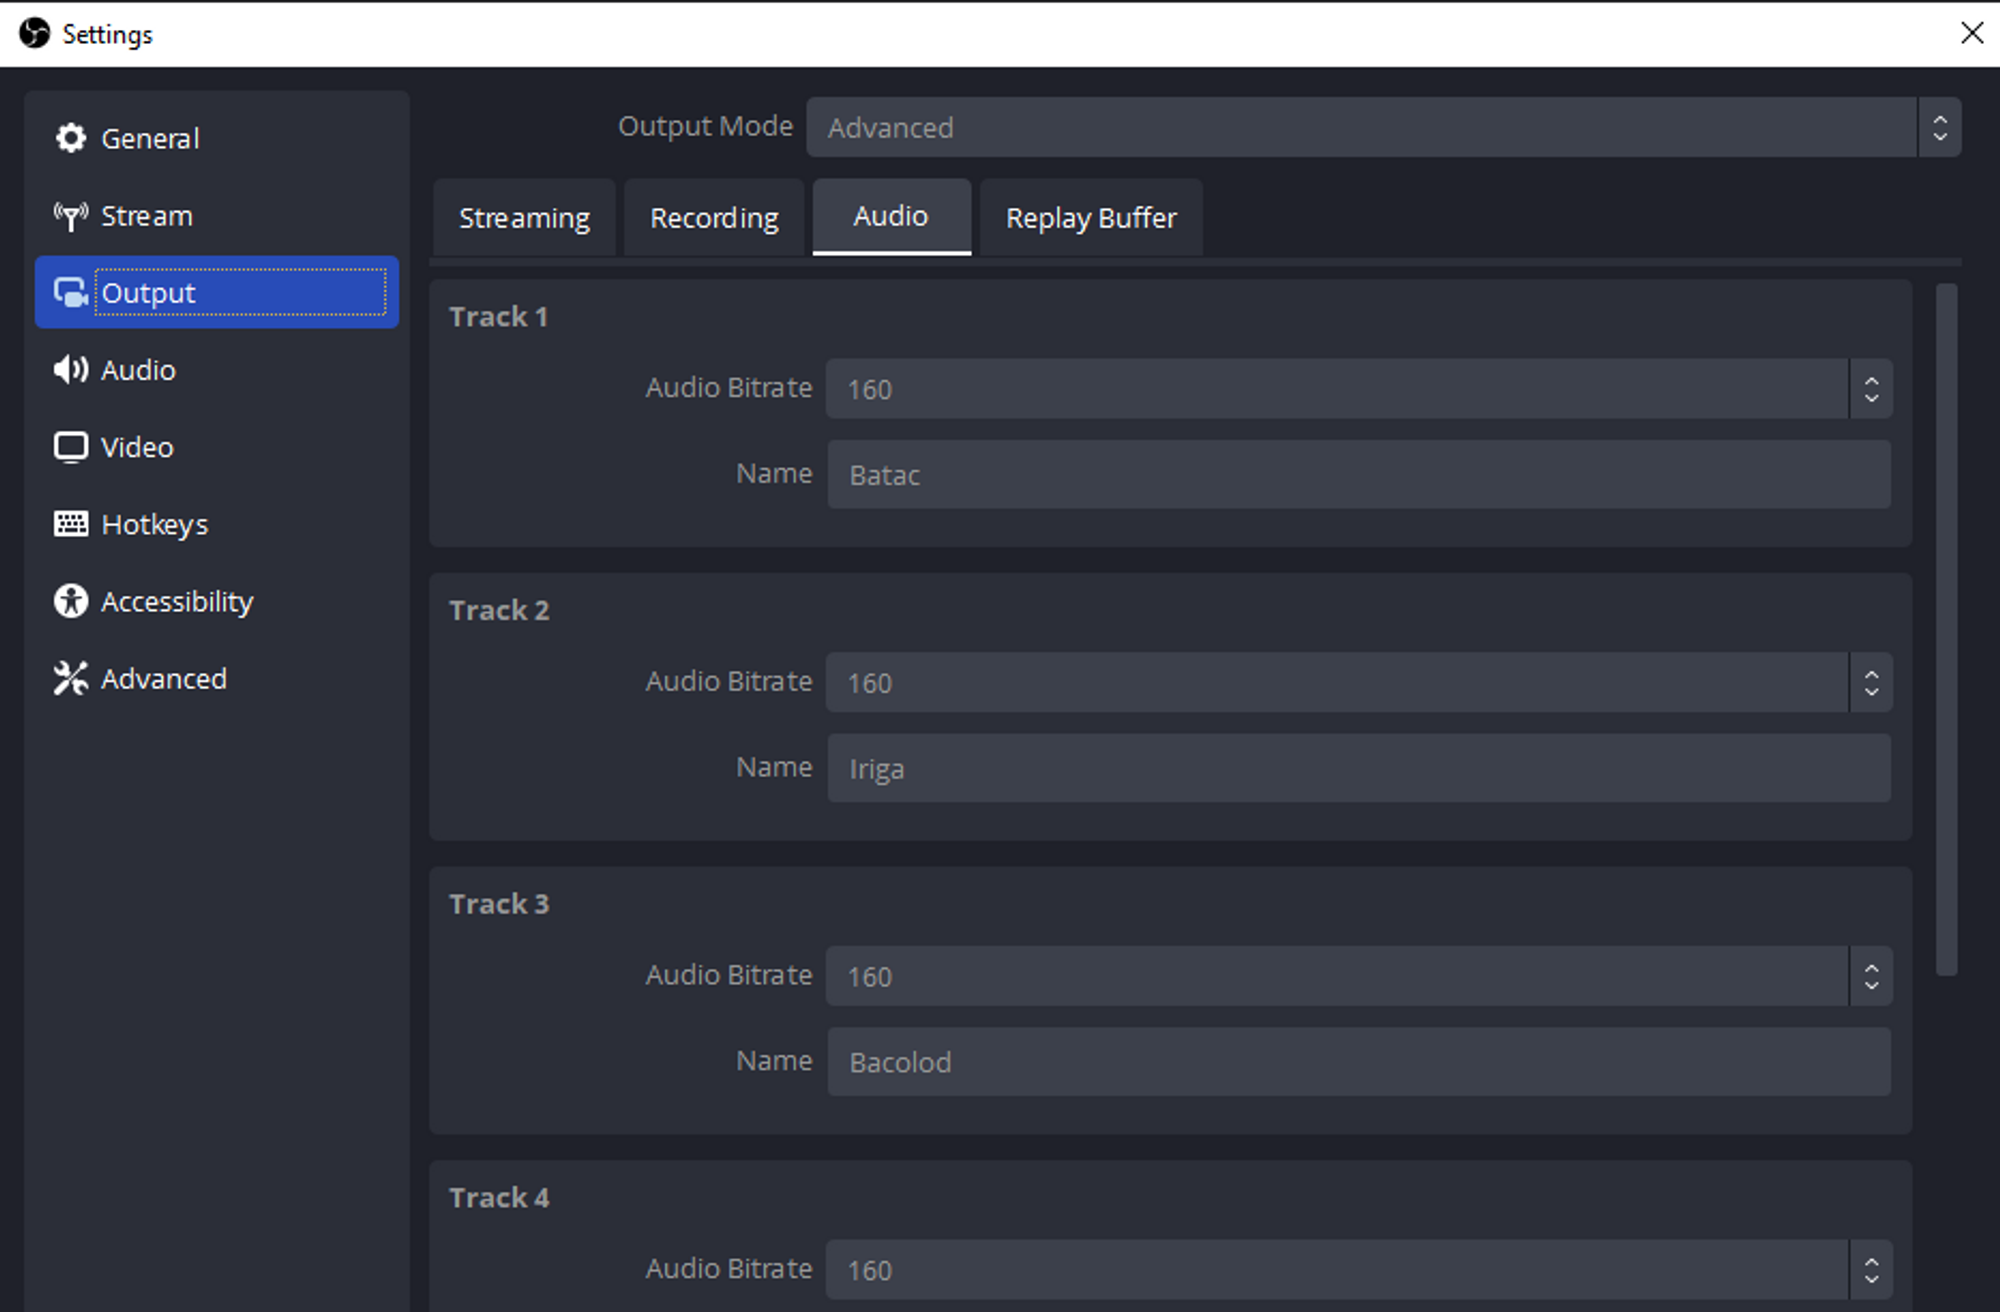 Settings
General
Stream
Output
Audio
Video
Hotkeys
Accessibility
Advanced
Output Mode Advanced
Streaming Recording Audio Replay Buffer
Track 1
Audio Bitrate 160
Name Batac
Track 2
Audio Bitrate 160
Name Iriga
Track 3
Audio Bitrate 160
Name Bacolod
Track 4
Audio Bitrate 160